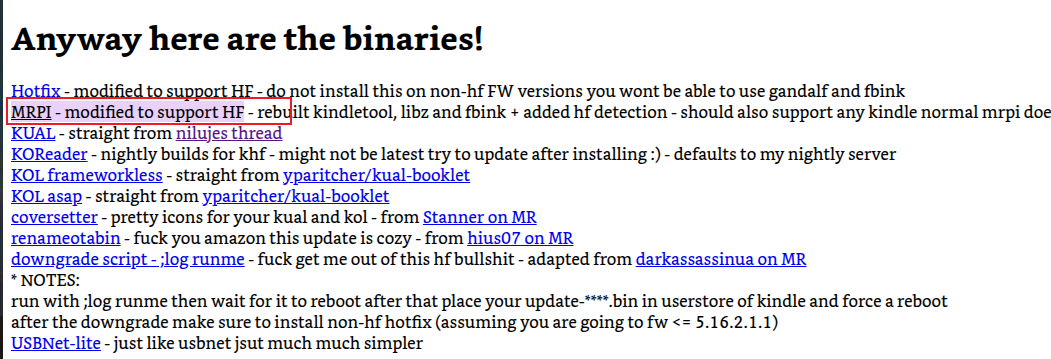 Anyway here are the binaries!
Hotfix - modified to support HF - do not install this on non-hf FW versions you wont be able to use gandalf and fbink
MRPI - modified to support HF - rebuilt kindletool, libz and fbink + added hf detection - should also support any kindle normal mrpi doe
KUAL - straight from nilujes thread
KOReader - nightly builds for khf - might not be latest try to update after installing :) - defaults to my nightly server
KOL frameworkless - straight from yparitcher/kual-booklet
KOL asap - straight from yparitcher/kual-booklet
coversetter - pretty icons for your kual and kol - from Stanner on MR
renameotabin - fuck you amazon this update is cozy - from hius07 on MR
downgrade script - ;log runme - fuck get me out of this hf bullshit - adapted from darkassassinua on MR
* NOTES:
run with ;log runme then wait for it to reboot after that place your update-****.bin in userstore of kindle and force a reboot
after the downgrade make sure to install non-hf hotfix (assuming you are going to fw <= 5.16.2.1.1)
USBNet-lite - just like usbnet jsut much much simpler